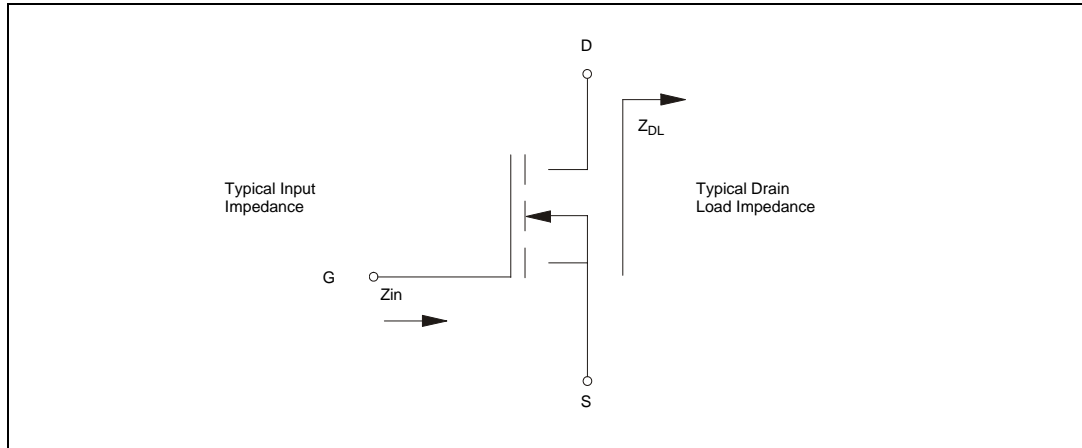 D
Z_DL
Typical Input
Impedance
Typical Drain
Load Impedance
G
Zin
S